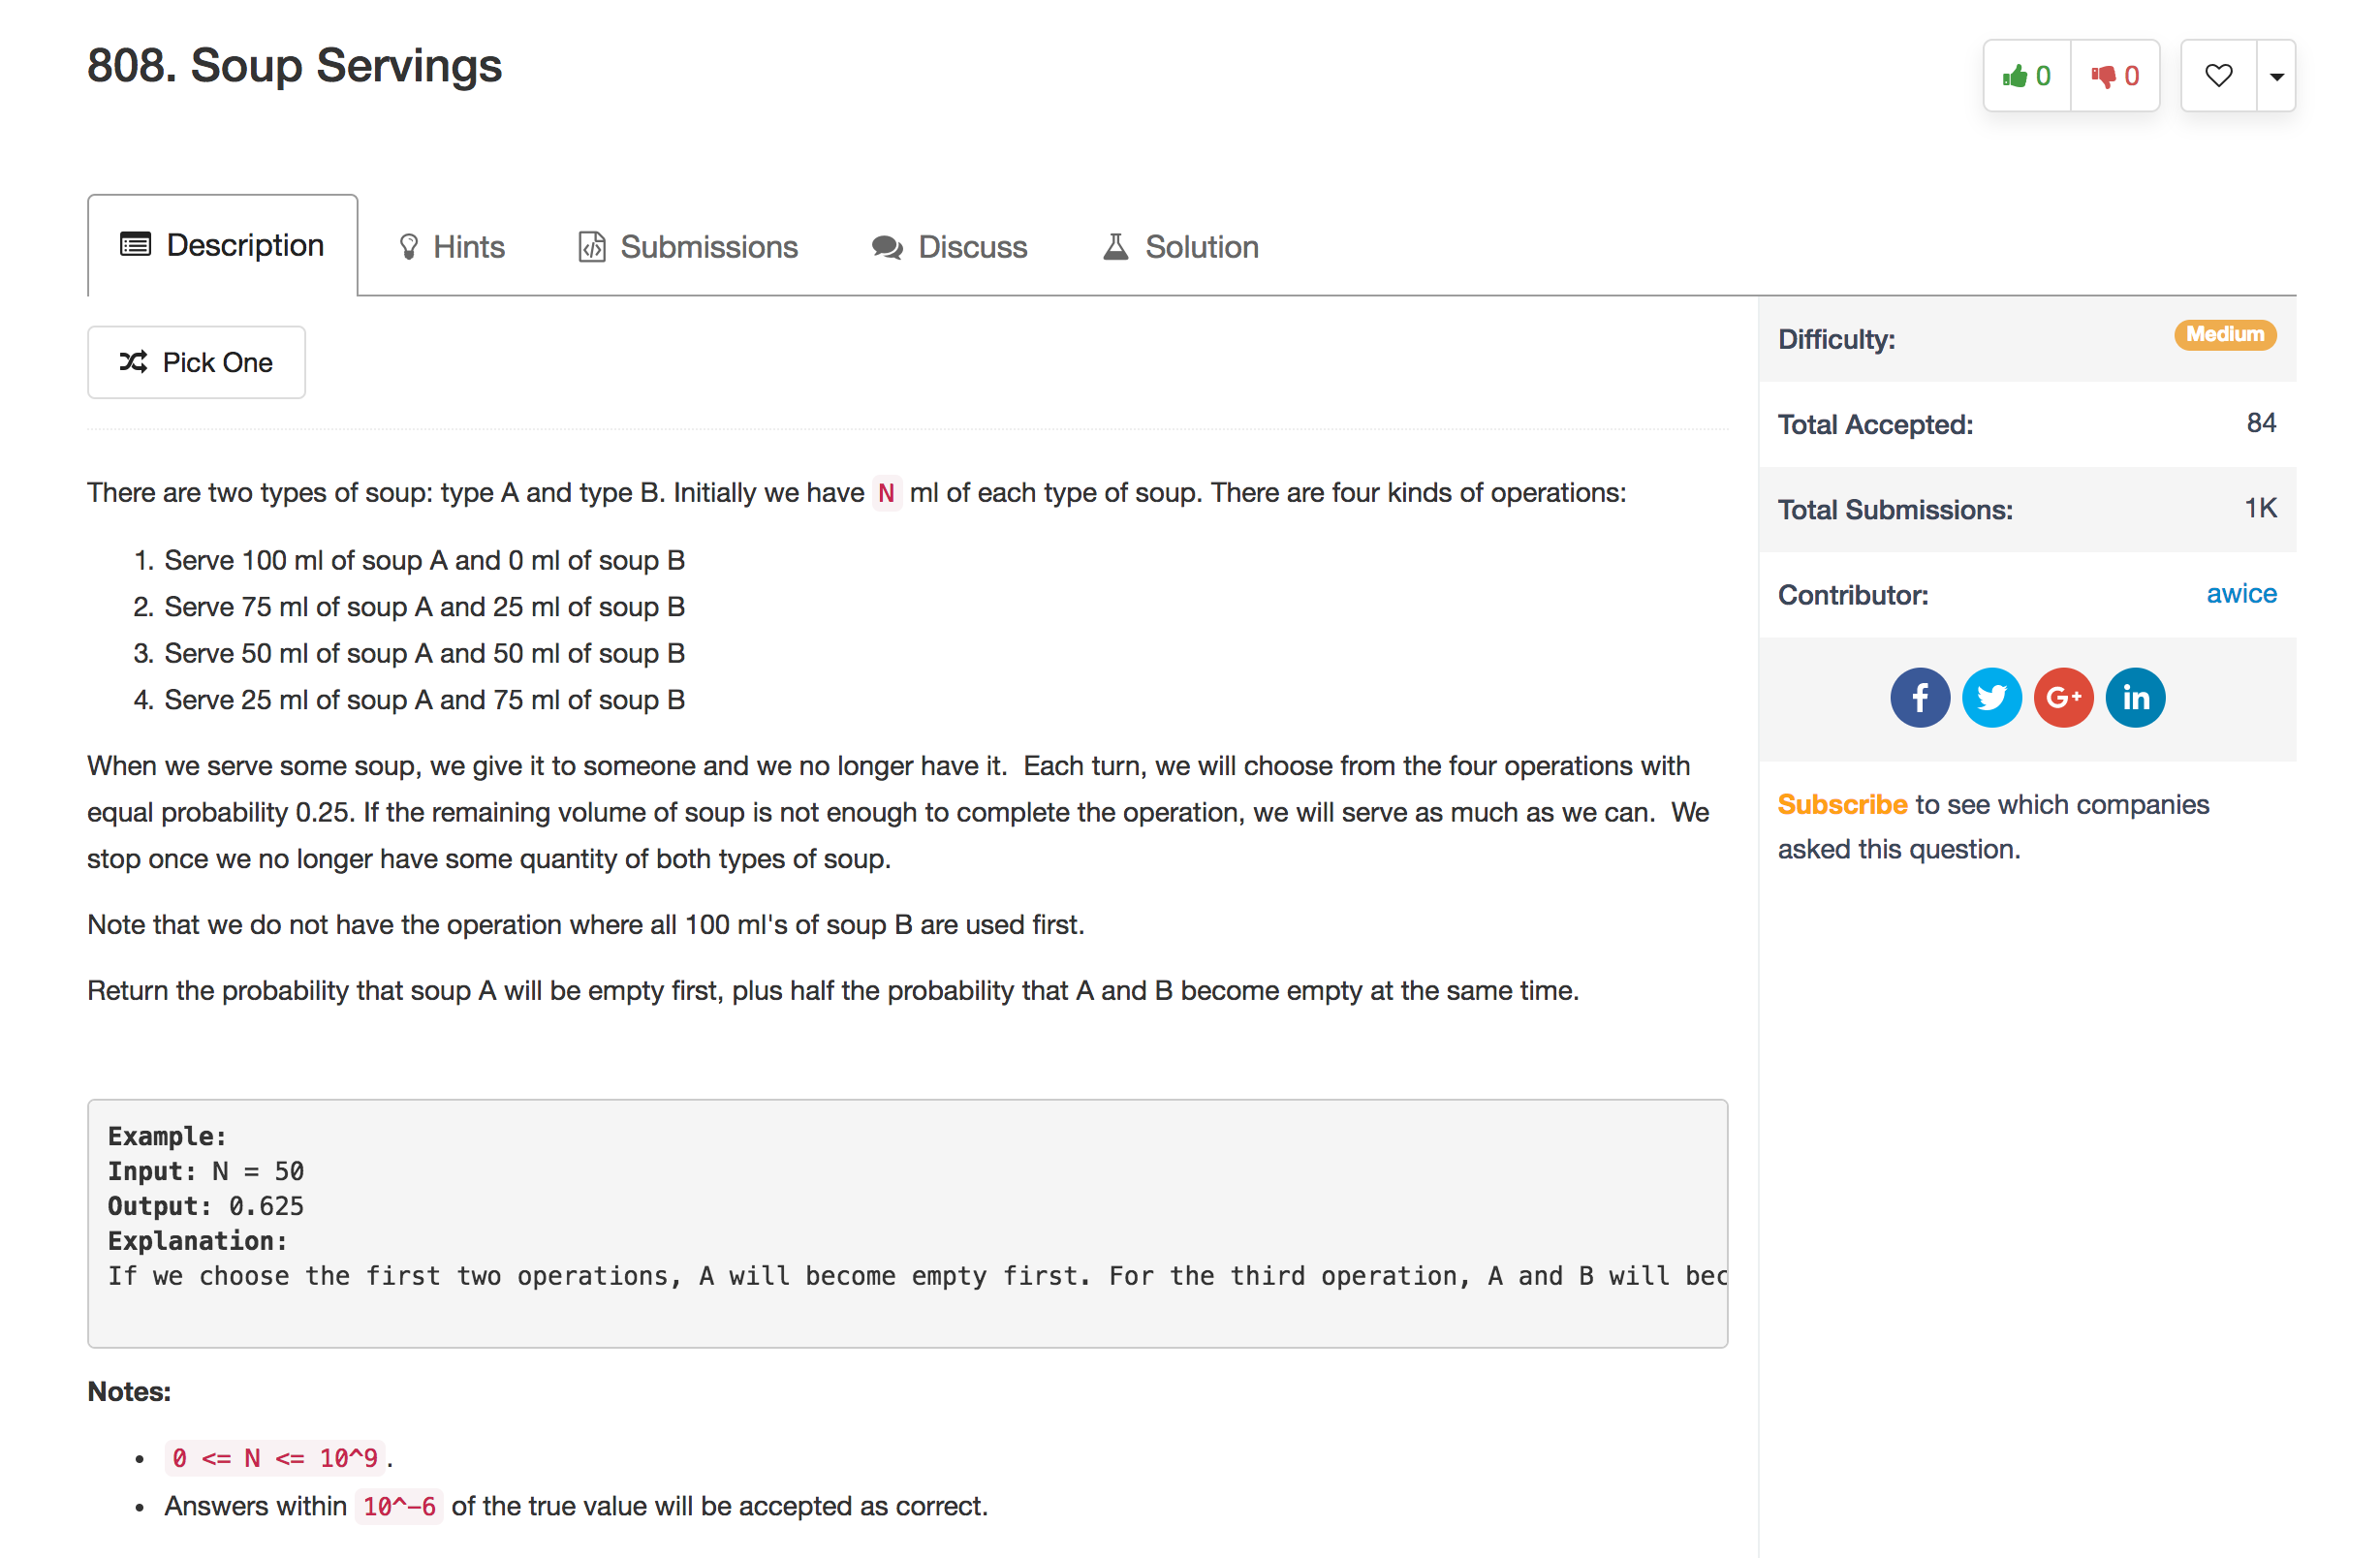 808. Soup Servings
0
0
Description
Hints
Submissions
Discuss
Solution
Pick One
There are two types of soup: type A and type B. Initially we have N ml of each type of soup. There are four kinds of operations:
1. Serve 100 ml of soup A and 0 ml of soup B
2. Serve 75 ml of soup A and 25 ml of soup B
3. Serve 50 ml of soup A and 50 ml of soup B
4. Serve 25 ml of soup A and 75 ml of soup B
When we serve some soup, we give it to someone and we no longer have it.  Each turn, we will choose from the four operations with
equal probability 0.25. If the remaining volume of soup is not enough to complete the operation, we will serve as much as we can.  We
stop once we no longer have some quantity of both types of soup.
Note that we do not have the operation where all 100 ml's of soup B are used first.
Return the probability that soup A will be empty first, plus half the probability that A and B become empty at the same time.
Example:
Input: N = 50
Output: 0.625
Explanation:
If we choose the first two operations, A will become empty first. For the third operation, A and B will bec
Notes:
• 0 <= N <= 10^9.
• Answers within 10^-6 of the true value will be accepted as correct.
Difficulty: Medium
Total Accepted: 84
Total Submissions: 1K
Contributor: awice
f G+ in
Subscribe to see which companies
asked this question.